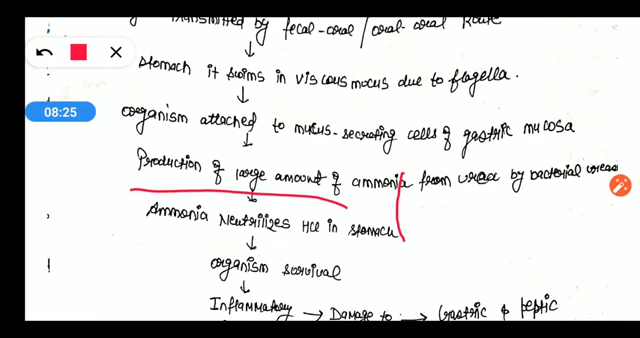 Transmitted by fecal-oral / oral-oral Route
Stomach it swims in viscous mucus due to flagella.
08:25
organism attached to mucus-secreting cells of gastric mucosa
Production of large amount of ammonia from urea by bacterial urease
Ammonia Neutrilizes HCl in stomach
organism survival
Inflammatory → Damage to → Gastric & peptic